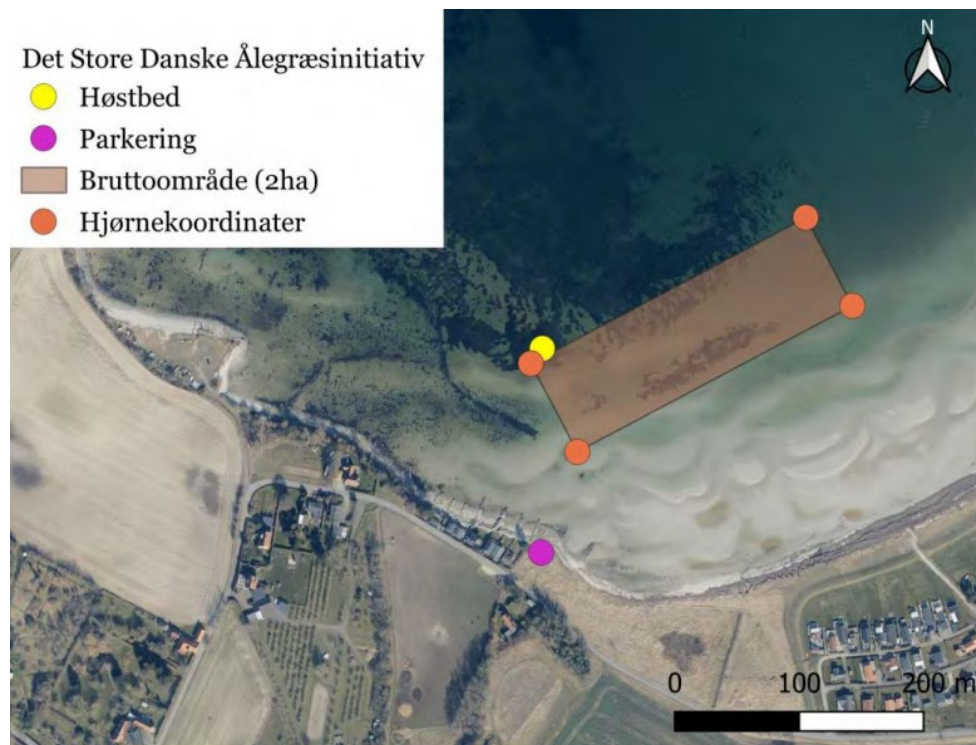 Det Store Danske Ålegræsinitiativ
Høstbed
Parkering
Bruttoområde (2ha)
Hjørnekoordinater
N
0 100 200 m